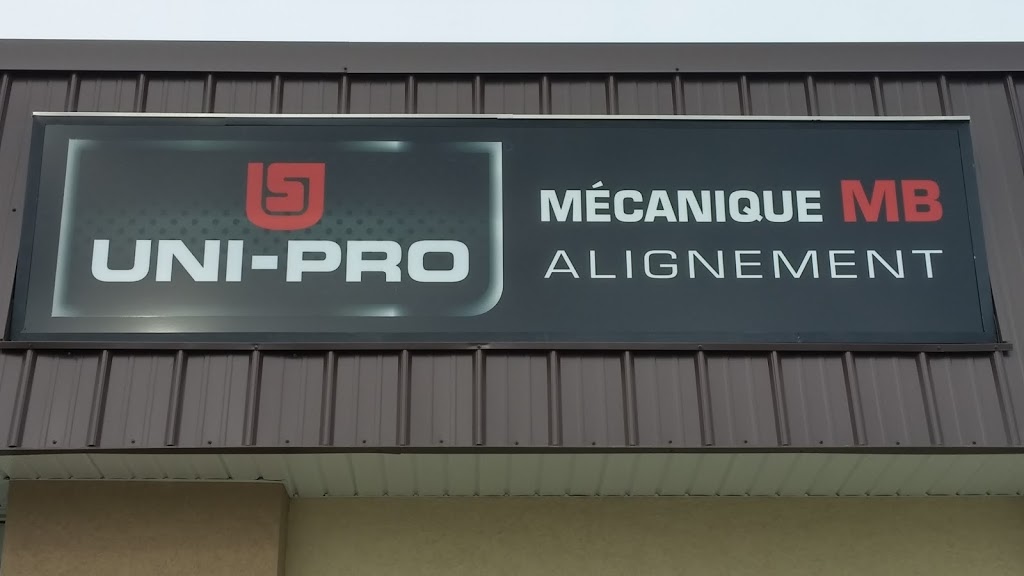 UNI-PRO
MÉCANIQUE MB
ALIGNEMENT